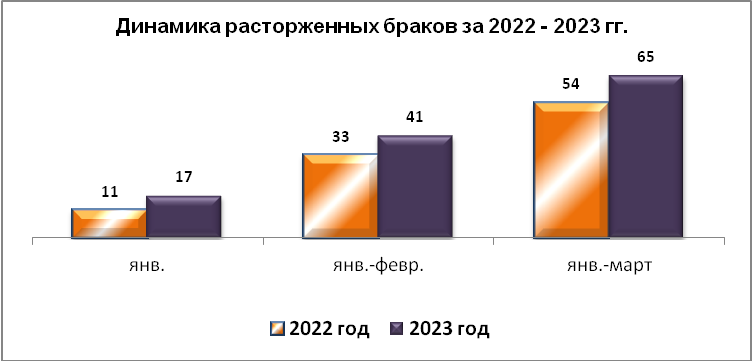 Динамика расторженных браков за 2022 - 2023 гг.
11 17 33 41 54 65
янв. янв.-февр. янв.-март
2022 год 2023 год